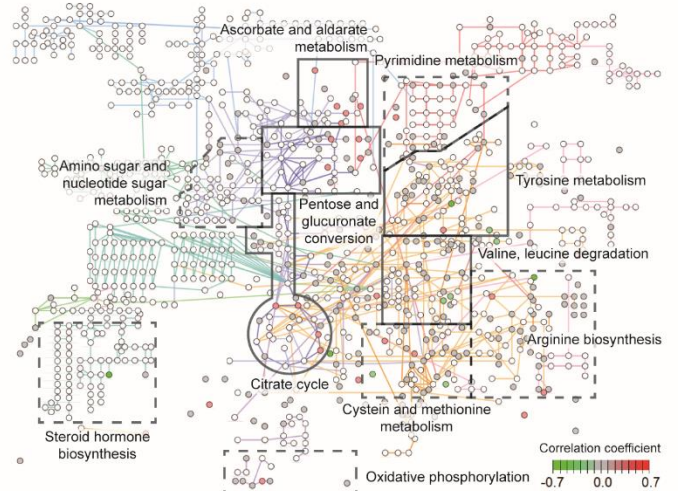 Ascorbate and aldarate
metabolism
Pyrimidine metabolism
Amino sugar and
nucleotide sugar
metabolism
Tyrosine metabolism
Pentose and
glucuronate
conversion
Valine, leucine degradation
Arginine biosynthesis
Citrate cycle
Cystein and methionine
metabolism
Steroid hormone
biosynthesis
Oxidative phosphorylation
Correlation coefficient
-0.7 0.0 0.7